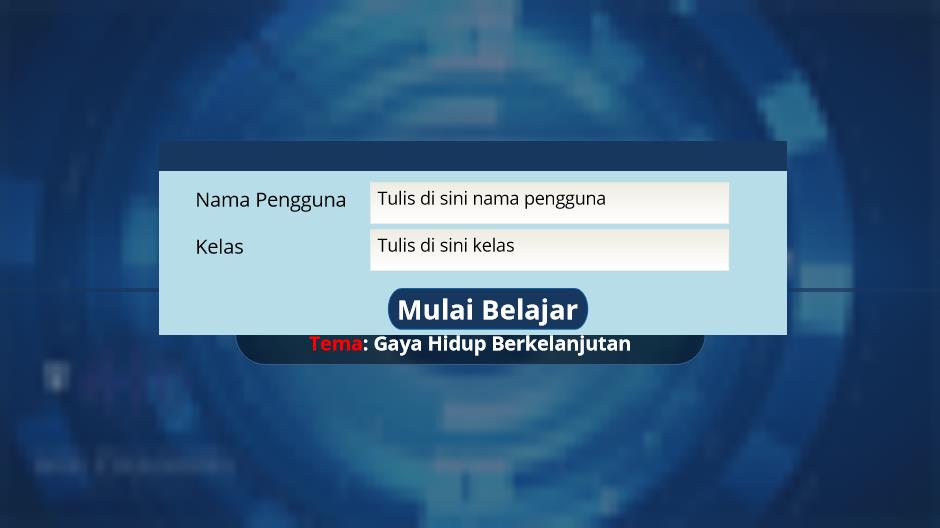 Nama Pengguna Tulis di sini nama pengguna
Kelas Tulis di sini kelas
Mulai Belajar
Tema: Gaya Hidup Berkelanjutan